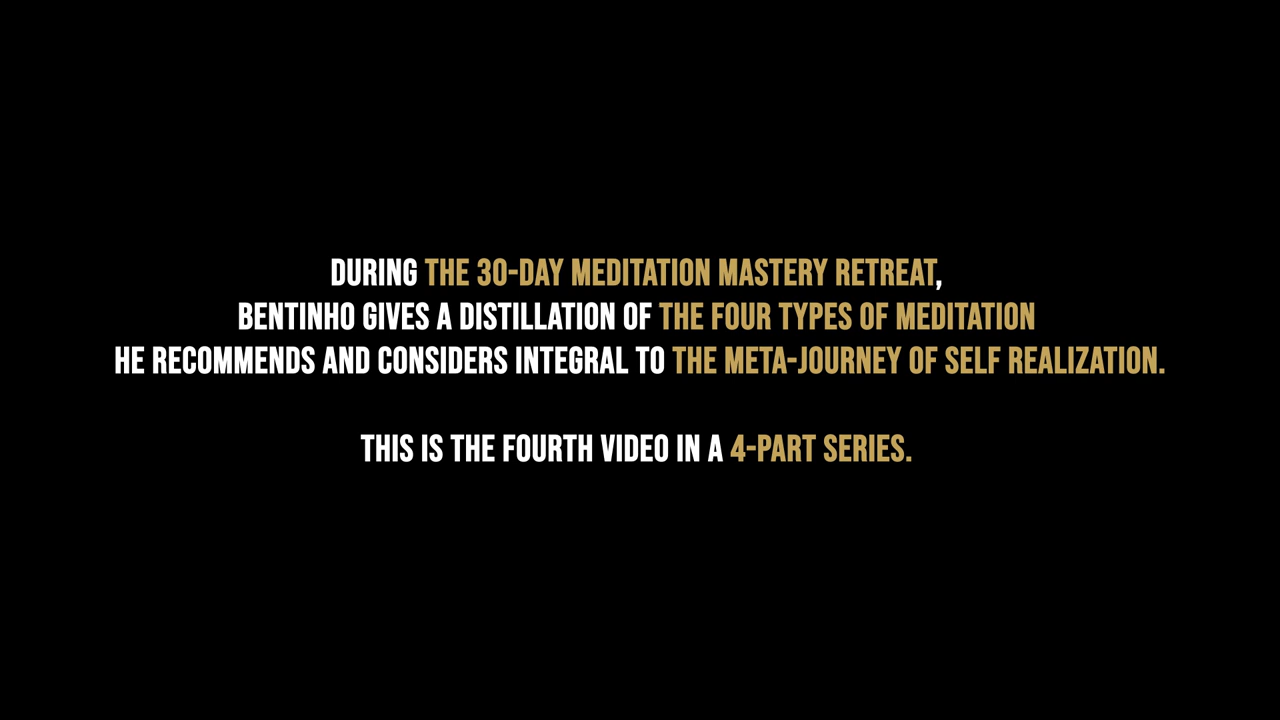 DURING THE 30-DAY MEDITATION MASTERY RETREAT,
BENTINHO GIVES A DISTILLATION OF THE FOUR TYPES OF MEDITATION
HE RECOMMENDS AND CONSIDERS INTEGRAL TO THE META-JOURNEY OF SELF REALIZATION.
THIS IS THE FOURTH VIDEO IN A 4-PART SERIES.